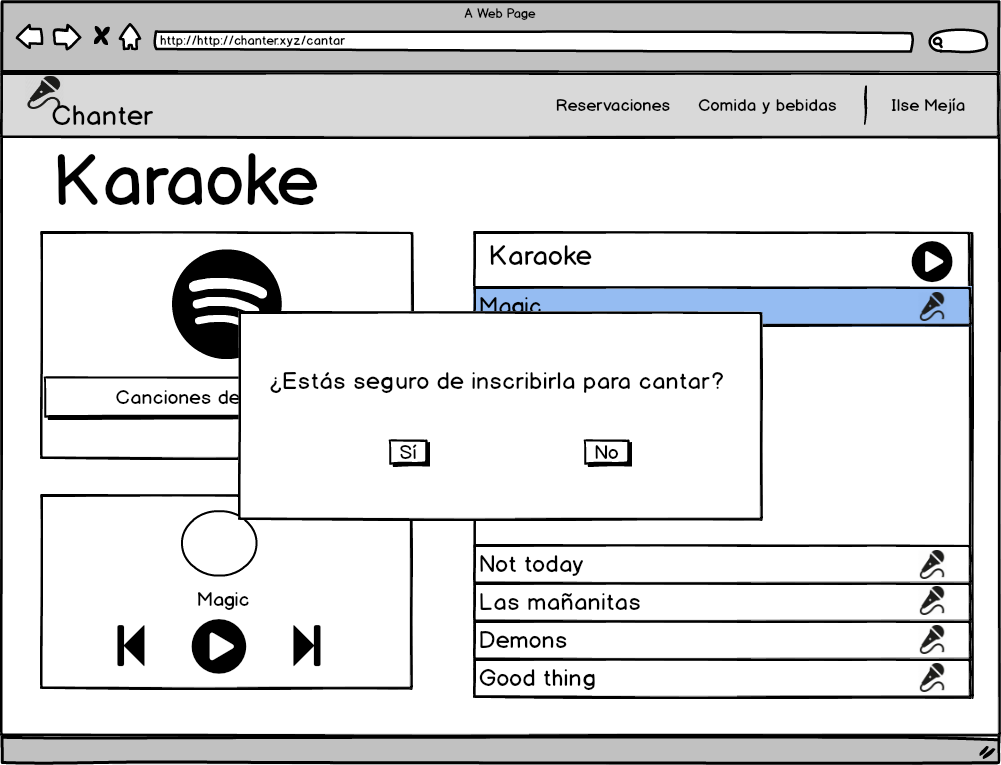 A Web Page
http://http://chanter.xyz/cantar
Chanter
Reservaciones
Comida y bebidas
Ilse Mejía
Karaoke
Canciones de
Magic
Karaoke
Magic
¿Estás seguro de inscribirla para cantar?
Sí
No
Not today
Las mañanitas
Demons
Good thing